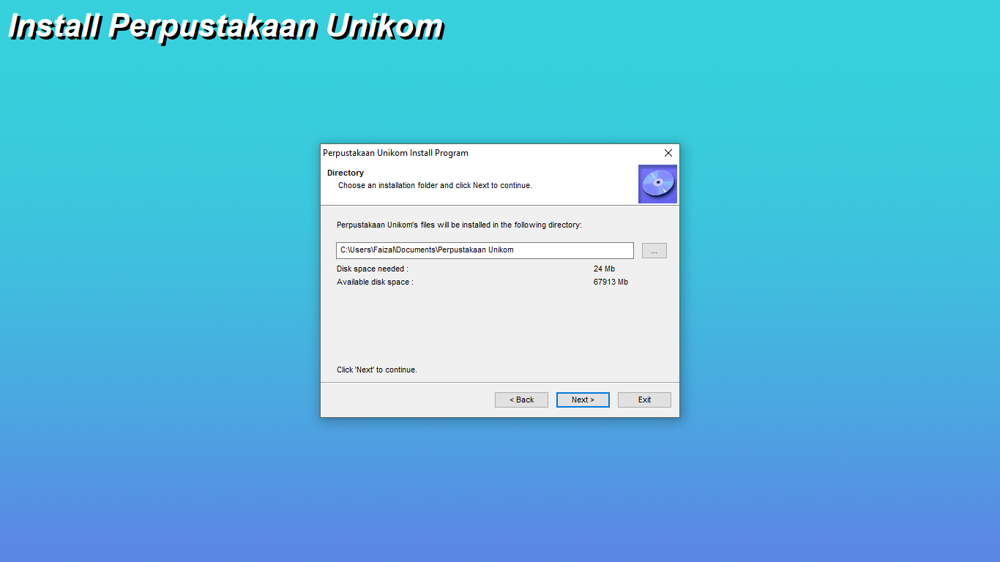 Install Perpustakaan Unikom
Perpustakaan Unikom Install Program
Directory
Choose an installation folder and click Next to continue.
Perpustakaan Unikom's files will be installed in the following directory:
C:\Users\Faizal\Documents\Perpustakaan Unikom
...
Disk space needed : 24 Mb
Available disk space : 67913 Mb
Click 'Next' to continue.
< Back Next > Exit